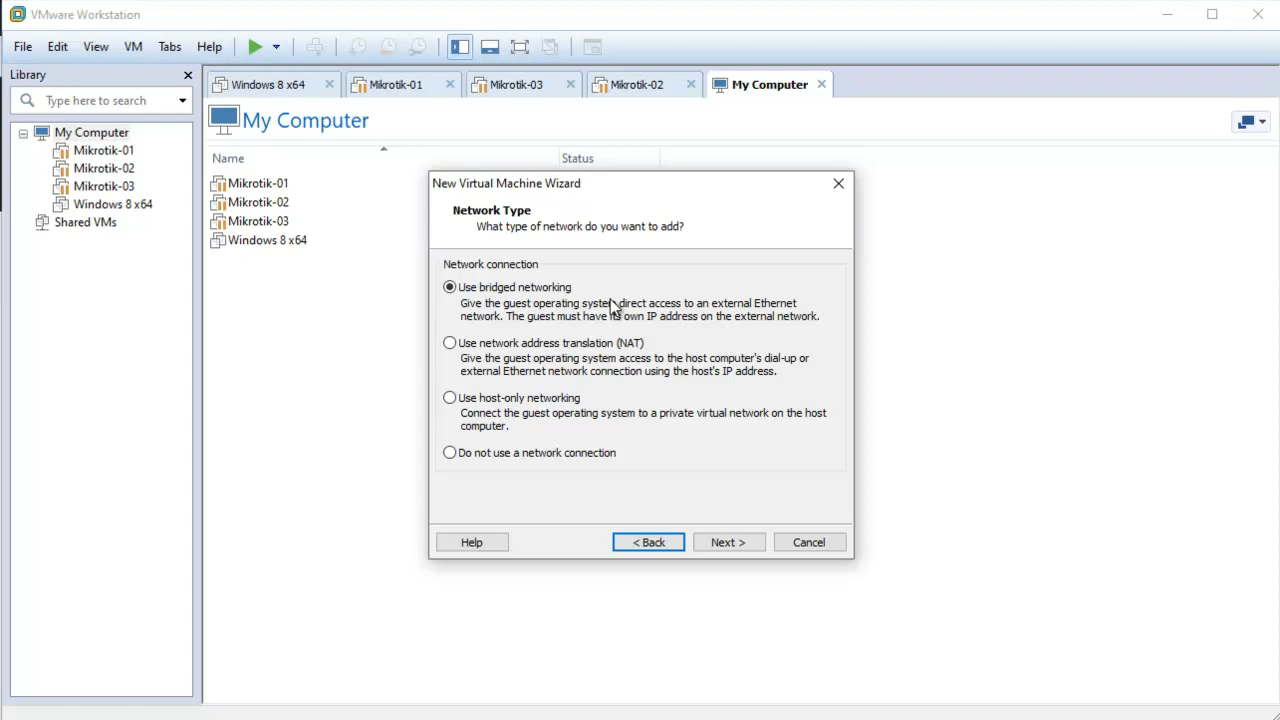 VMware Workstation
File Edit View VM Tabs Help
Library
Type here to search
My Computer
Mikrotik-01
Mikrotik-02
Mikrotik-03
Windows 8 x64
Shared VMs
Windows 8 x64 Mikrotik-01 Mikrotik-03 Mikrotik-02 My Computer
My Computer
Name Status
Mikrotik-01
Mikrotik-02
Mikrotik-03
Windows 8 x64
New Virtual Machine Wizard
Network Type
What type of network do you want to add?
Network connection
Use bridged networking
Give the guest operating system direct access to an external Ethernet
network. The guest must have its own IP address on the external network.
Use network address translation (NAT)
Give the guest operating system access to the host computer's dial-up or
external Ethernet network connection using the host's IP address.
Use host-only networking
Connect the guest operating system to a private virtual network on the host
computer.
Do not use a network connection
Help < Back Next > Cancel